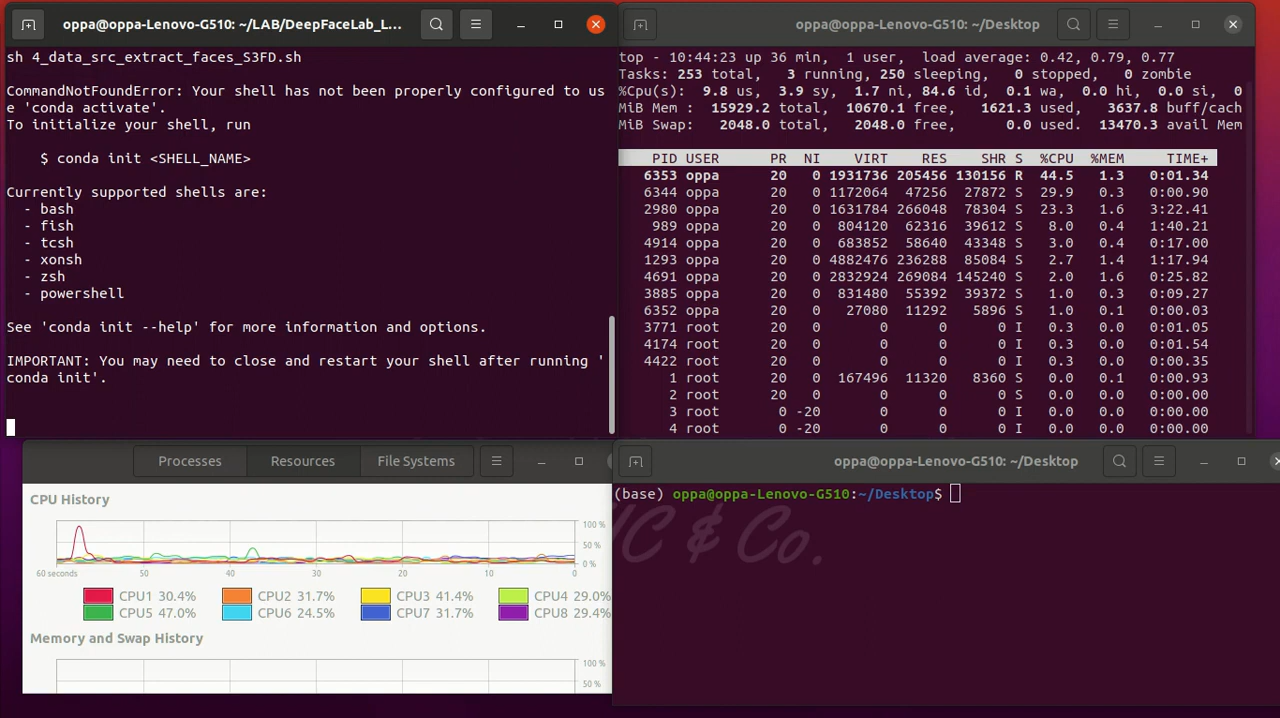 oppa@oppa-Lenovo-G510: ~/LAB/DeepFaceLab_L...
sh 4_data_src_extract_faces_S3FD.sh
CommandNotFoundError: Your shell has not been properly configured to us
e 'conda activate'.
To initialize your shell, run
$ conda init <SHELL_NAME>
Currently supported shells are:
- bash
- fish
- tcsh
- xonsh
- zsh
- powershell
See 'conda init --help' for more information and options.
IMPORTANT: You may need to close and restart your shell after running '
conda init'.
oppa@oppa-Lenovo-G510: ~/Desktop
top - 10:44:23 up 36 min,  1 user,  load average: 0.42, 0.79, 0.77
Tasks: 253 total,   3 running, 250 sleeping,   0 stopped,   0 zombie
%Cpu(s):  9.8 us,  3.9 sy,  1.7 ni, 84.6 id,  0.1 wa,  0.0 hi,  0.0 si,  0
MiB Mem :  15929.2 total,  10670.1 free,   1621.3 used,   3637.8 buff/cach
MiB Swap:   2048.0 total,   2048.0 free,      0.0 used.  13470.3 avail Mem
PID USER PR NI VIRT RES SHR S %CPU %MEM TIME+
6353 oppa 20 0 1931736 205456 130156 R 44.5 1.3 0:01.34
6344 oppa 20 0 1172064 47256 27872 S 29.9 0.3 0:00.90
2980 oppa 20 0 1631784 266048 78304 S 23.3 1.6 3:22.41
989 oppa 20 0 804120 62316 39612 S 8.0 0.4 1:40.21
4914 oppa 20 0 683852 58640 43348 S 3.0 0.4 0:17.00
1293 oppa 20 0 4882476 236288 85084 S 2.7 1.4 1:17.94
4691 oppa 20 0 2832924 269084 145240 S 2.0 1.6 0:25.82
3885 oppa 20 0 831480 55392 39372 S 1.0 0.3 0:09.27
6352 oppa 20 0 27080 11292 5896 S 1.0 0.1 0:00.03
3771 root 20 0 0 0 0 I 0.3 0.0 0:01.05
4174 root 20 0 0 0 0 I 0.3 0.0 0:01.54
4422 root 20 0 0 0 0 I 0.3 0.0 0:00.35
1 root 20 0 167496 11320 8360 S 0.0 0.1 0:00.93
2 root 20 0 0 0 0 S 0.0 0.0 0:00.00
3 root 0 -20 0 0 0 I 0.0 0.0 0:00.00
4 root 0 -20 0 0 0 I 0.0 0.0 0:00.00
Processes Resources File Systems
CPU History
100 %
50 %
0 %
60 seconds 50 40 30 20 10 0
CPU1 30.4% CPU2 31.7% CPU3 41.4% CPU4 29.0%
CPU5 47.0% CPU6 24.5% CPU7 31.7% CPU8 29.4%
Memory and Swap History
100 %
50 %
oppa@oppa-Lenovo-G510: ~/Desktop
(base) oppa@oppa-Lenovo-G510:~/Desktop$
& Co.